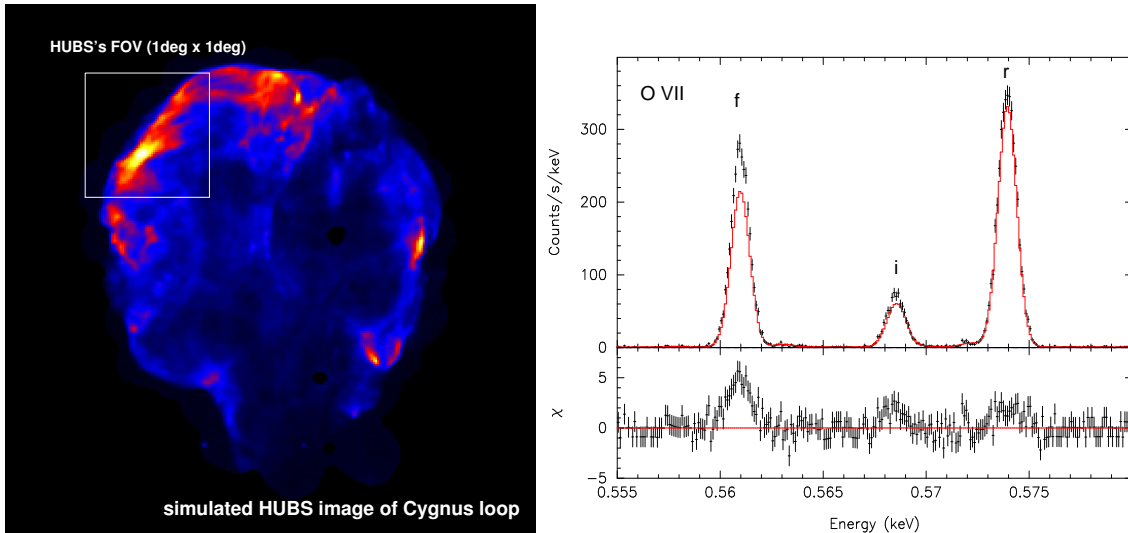 HUBS's FOV (1deg x 1deg)
simulated HUBS image of Cygnus loop
O VII
f
i
r
Counts/s/keV
300
200
100
0
χ
5
0
−5
0.555
0.56
0.565
0.57
0.575
Energy (keV)